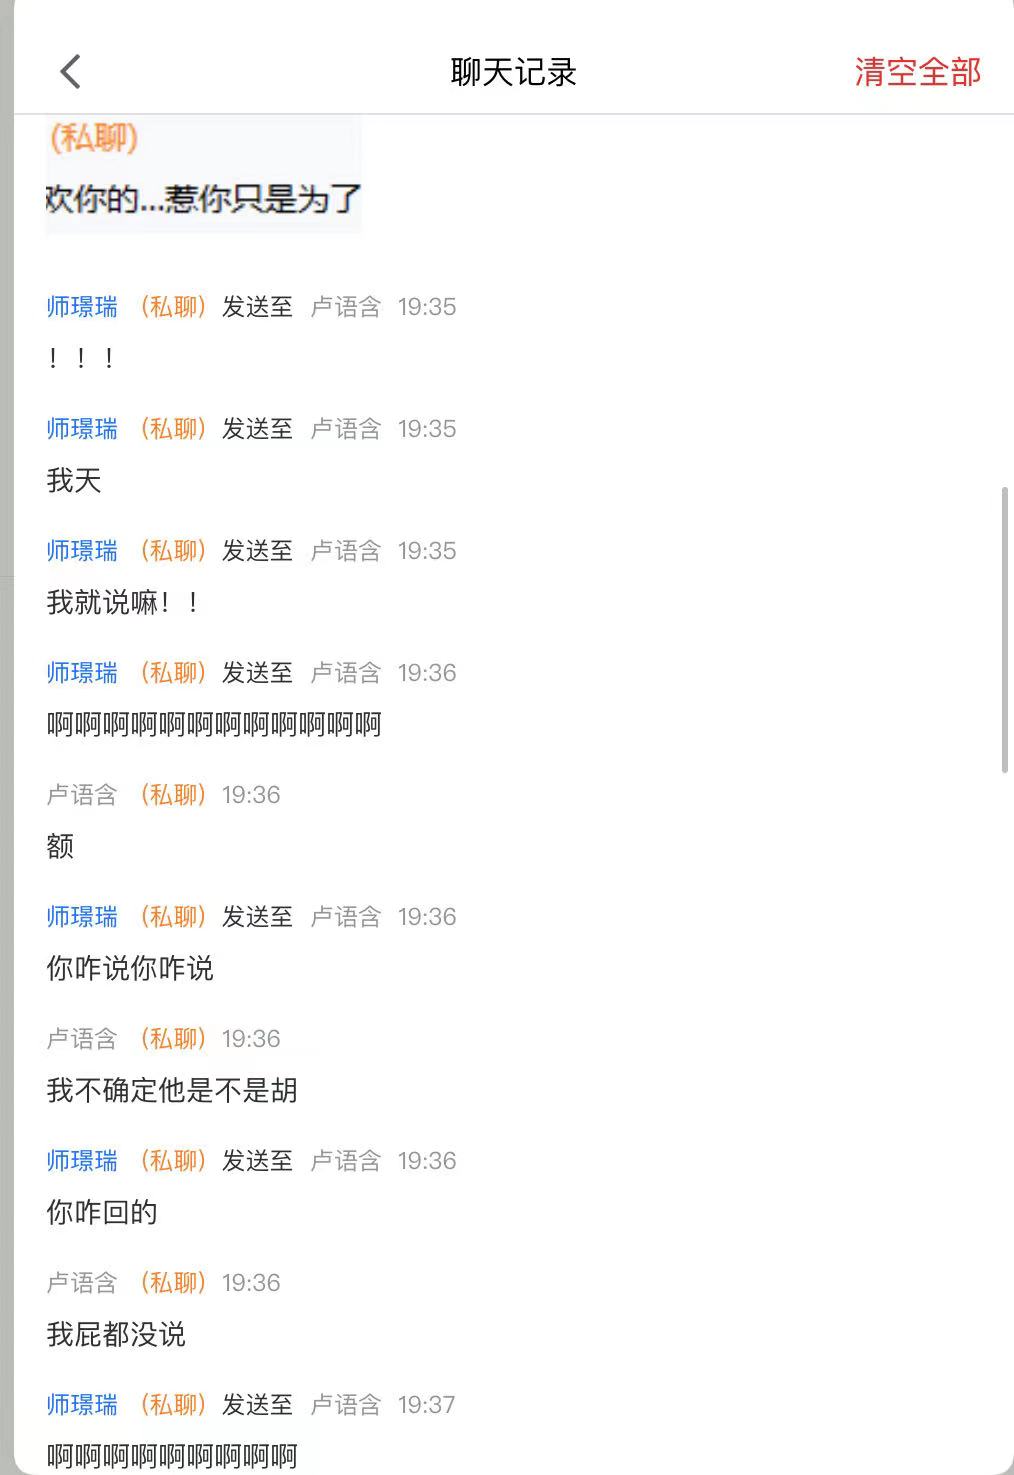 聊天记录
清空全部
(私聊)
欢你的...惹你只是为了
师璟瑞 (私聊) 发送至 卢语含 19:35
！！！
师璟瑞 (私聊) 发送至 卢语含 19:35
我天
师璟瑞 (私聊) 发送至 卢语含 19:35
我就说嘛！！
师璟瑞 (私聊) 发送至 卢语含 19:36
啊啊啊啊啊啊啊啊啊啊啊啊
卢语含 (私聊) 19:36
额
师璟瑞 (私聊) 发送至 卢语含 19:36
你咋说你咋说
卢语含 (私聊) 19:36
我不确定他是不是胡
师璟瑞 (私聊) 发送至 卢语含 19:36
你咋回的
卢语含 (私聊) 19:36
我屁都没说
师璟瑞 (私聊) 发送至 卢语含 19:37
啊啊啊啊啊啊啊啊啊